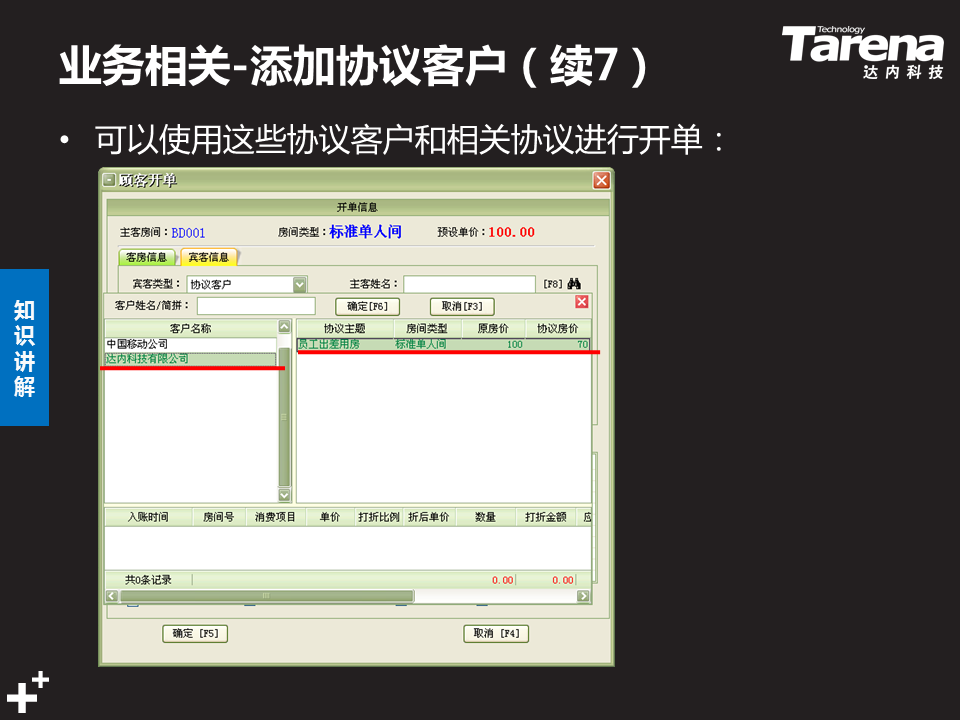 业务相关-添加协议客户（续7）
Technology
Tarena
达内科技
• 可以使用这些协议客户和相关协议进行开单：
知识讲解
顾客开单
开单信息
主客房间：BD001 房间类型：标准单人间 预设单价：100.00
客房信息 宾客信息
宾客类型： 协议客户 主客姓名： [F8]
客户姓名/简拼： 确定[F6] 取消[F3]
客户名称 协议主题 房间类型 原房价 协议房价
中国移动公司 员工出差用房 标准单人间 100 70
达内科技有限公司
入账时间 房间号 消费项目 单价 打折比例 折后单价 数量 打折金额 应
共0条记录 0.00 0.00
确定 [F5] 取消 [F4]